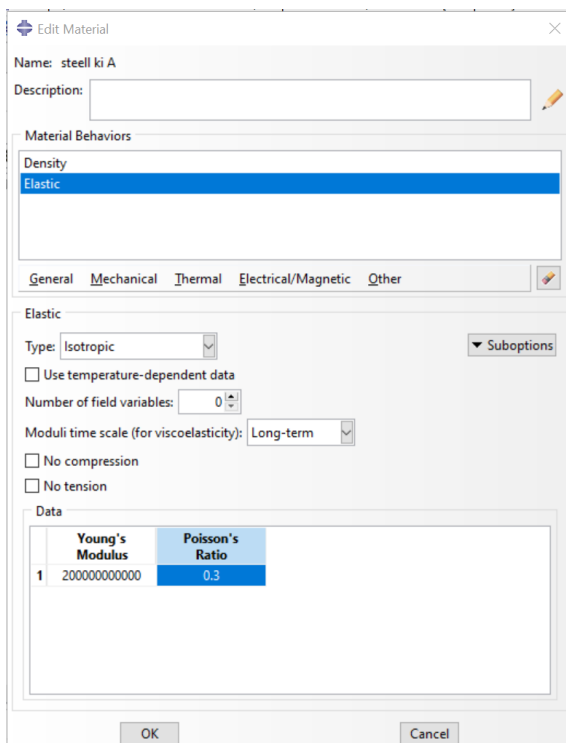 Edit Material
Name: steell ki A
Description:
Material Behaviors
Density
Elastic
General Mechanical Thermal Electrical/Magnetic Other
Elastic
Type: Isotropic
Suboptions
Use temperature-dependent data
Number of field variables: 0
Moduli time scale (for viscoelasticity): Long-term
No compression
No tension
Data
Young's Poisson's
Modulus Ratio
1 200000000000 0.3
OK Cancel